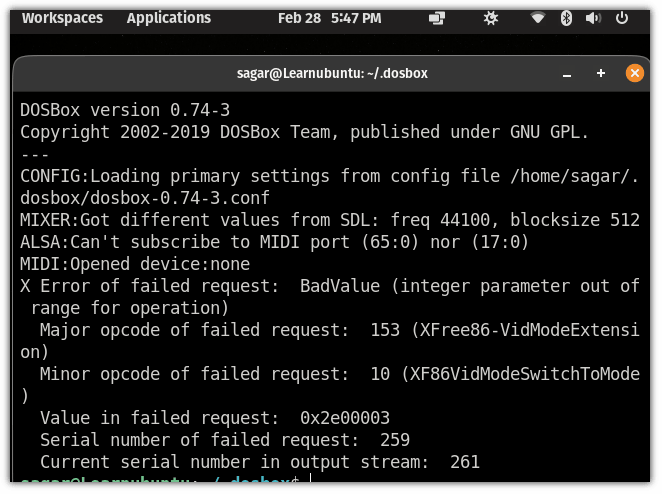 Workspaces Applications Feb 28 5:47 PM
sagar@Learnubuntu: ~/.dosbox
DOSBox version 0.74-3
Copyright 2002-2019 DOSBox Team, published under GNU GPL.
---
CONFIG:Loading primary settings from config file /home/sagar/.
dosbox/dosbox-0.74-3.conf
MIXER:Got different values from SDL: freq 44100, blocksize 512
ALSA:Can't subscribe to MIDI port (65:0) nor (17:0)
MIDI:Opened device:none
X Error of failed request:  BadValue (integer parameter out of
 range for operation)
  Major opcode of failed request:  153 (XFree86-VidModeExtensi
on)
  Minor opcode of failed request:  10 (XF86VidModeSwitchToMode
)
  Value in failed request:  0x2e00003
  Serial number of failed request:  259
  Current serial number in output stream:  261
sagar@Learnubuntu:~/.dosbox$